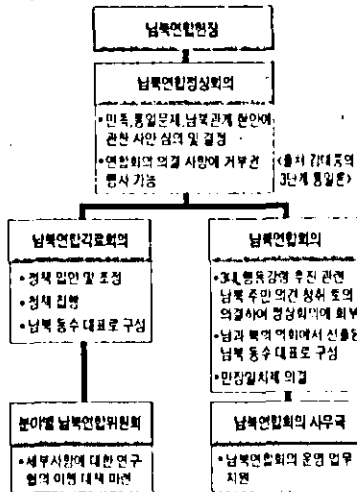 남북연합헌장
남북연합정상회의
•민족,통일문제,남북관계 현안에
관한 사안 심의 및 결정
•연합회의 의결 사항에 거부권
행사 가능
<출처 김대중의
3단계 통일론>
남북연합각료회의
•정책 입안 및 조정
•정책 집행
•남북 동수 대표로 구성
남북연합회의
•3대 행동강령 추진 관련
남북 주민 의견 청취 토의
의결하여 정상회의에 회부
•남과 북의 의회에서 선출된
남북 동수 대표로 구성
•만장일치제 의결
분야별 남북연합위원회
•세부사항에 대한 연구
협의 이행 대책 마련
남북연합회의 사무국
•남북연합회의 운영 업무
지원